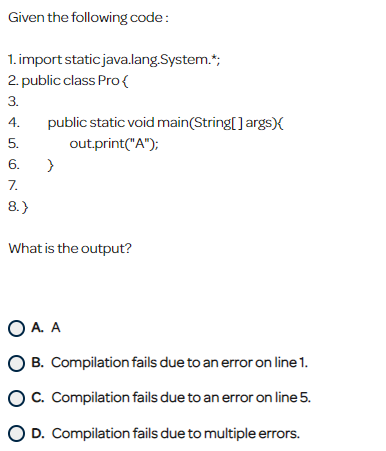 Given the following code :
1. import static java.lang.System.*;
2. public class Pro {
3.
4. public static void main(String[ ] args){
5. out.print("A");
6. }
7.
8. }
What is the output?
A. A
B. Compilation fails due to an error on line 1.
C. Compilation fails due to an error on line 5.
D. Compilation fails due to multiple errors.